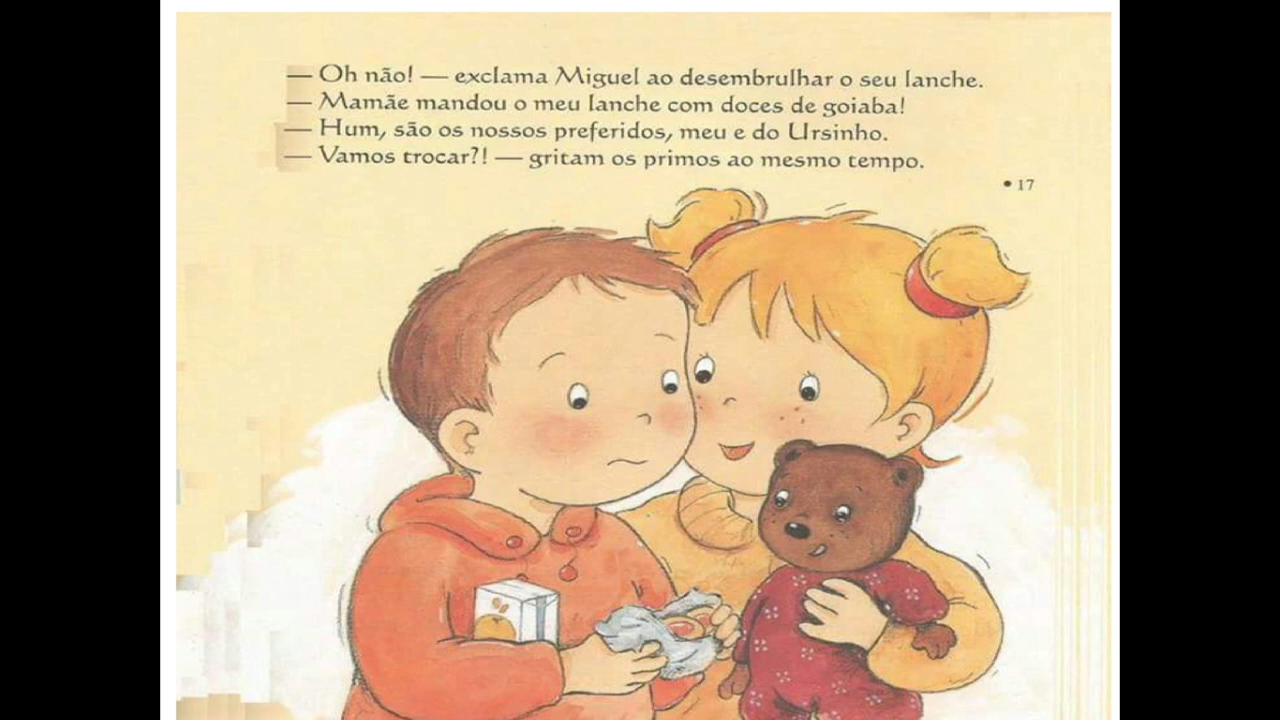 — Oh não! — exclama Miguel ao desembrulhar o seu lanche.
— Mamãe mandou o meu lanche com doces de goiaba!
— Hum, são os nossos preferidos, meu e do Ursinho.
— Vamos trocar?! — gritam os primos ao mesmo tempo.
• 17